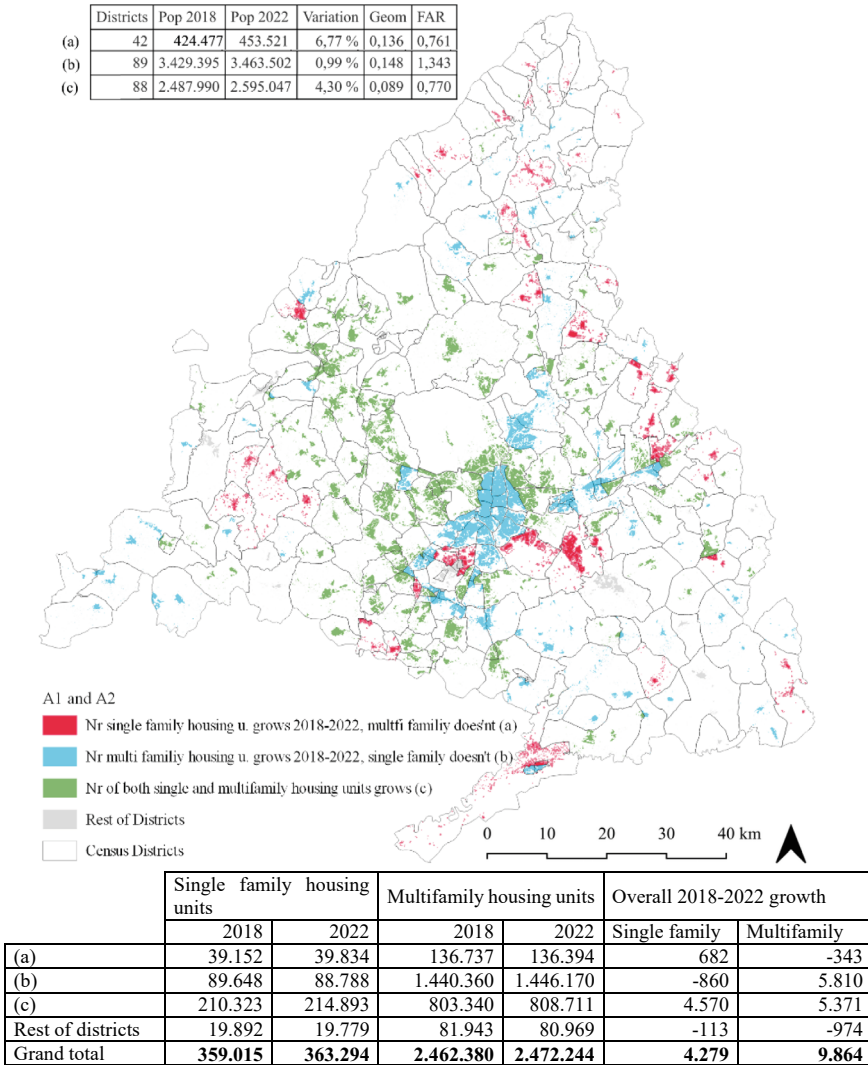 Districts Pop 2018 Pop 2022 Variation Geom FAR
(a) 42 424.477 453.521 6,77 % 0,136 0,761
(b) 89 3.429.395 3.463.502 0,99 % 0,148 1,343
(c) 88 2.487.990 2.595.047 4,30 % 0,089 0,770
A1 and A2
Nr single family housing u. grows 2018-2022, multfi familiy does'nt (a)
Nr multi familiy housing u. grows 2018-2022, single family doesn't (b)
Nr of both single and multifamily housing units grows (c)
Rest of Districts
Census Districts
0 10 20 30 40 km
Single family housing units Multifamily housing units Overall 2018-2022 growth
2018 2022 2018 2022 Single family Multifamily
(a) 39.152 39.834 136.737 136.394 682 -343
(b) 89.648 88.788 1.440.360 1.446.170 -860 5.810
(c) 210.323 214.893 803.340 808.711 4.570 5.371
Rest of districts 19.892 19.779 81.943 80.969 -113 -974
Grand total 359.015 363.294 2.462.380 2.472.244 4.279 9.864